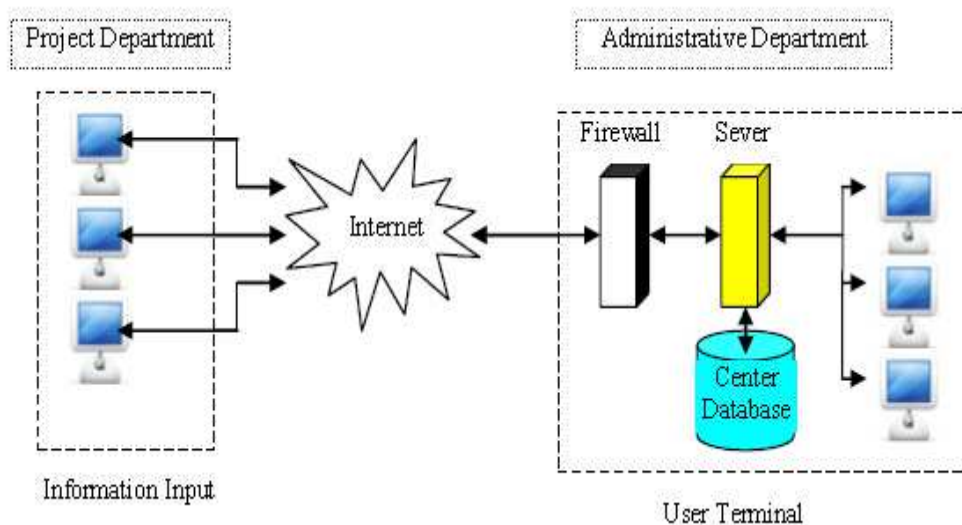 Project Department
Administrative Department
Firewall
Sever
Internet
Center
Database
Information Input
User Terminal